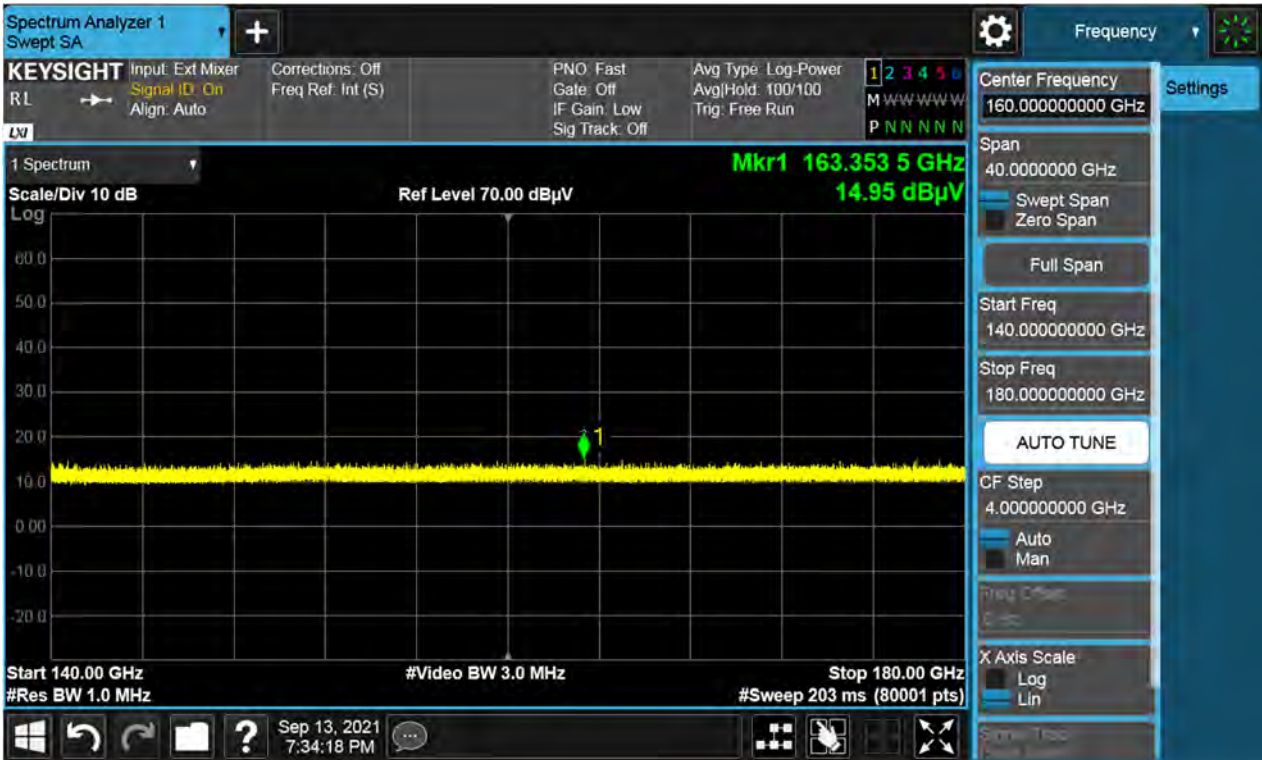 Spectrum Analyzer 1
Swept SA
Frequency
KEYSIGHT
RL
LXI
Input: Ext Mixer
Signal ID: On
Align: Auto
Corrections: Off
Freq Ref: Int (S)
PNO: Fast
Gate: Off
IF Gain: Low
Sig Track: Off
Avg Type: Log-Power
Avg|Hold: 100/100
Trig: Free Run
1 2 3 4 5 6
M W W W W W
P N N N N N
Center Frequency
160.000000000 GHz
Settings
Span
40.0000000 GHz
Swept Span
Zero Span
Full Span
Start Freq
140.000000000 GHz
Stop Freq
180.000000000 GHz
AUTO TUNE
CF Step
4.000000000 GHz
Auto
Man
Freq Offset
X Axis Scale
Log
Lin
1 Spectrum
Scale/Div 10 dB
Ref Level 70.00 dBµV
Mkr1 163.353 5 GHz
14.95 dBµV
Log
60.0
50.0
40.0
30.0
20.0
1
10.0
0.00
-10.0
-20.0
Start 140.00 GHz
#Video BW 3.0 MHz
Stop 180.00 GHz
#Res BW 1.0 MHz
#Sweep 203 ms (80001 pts)
?
Sep 13, 2021
7:34:18 PM